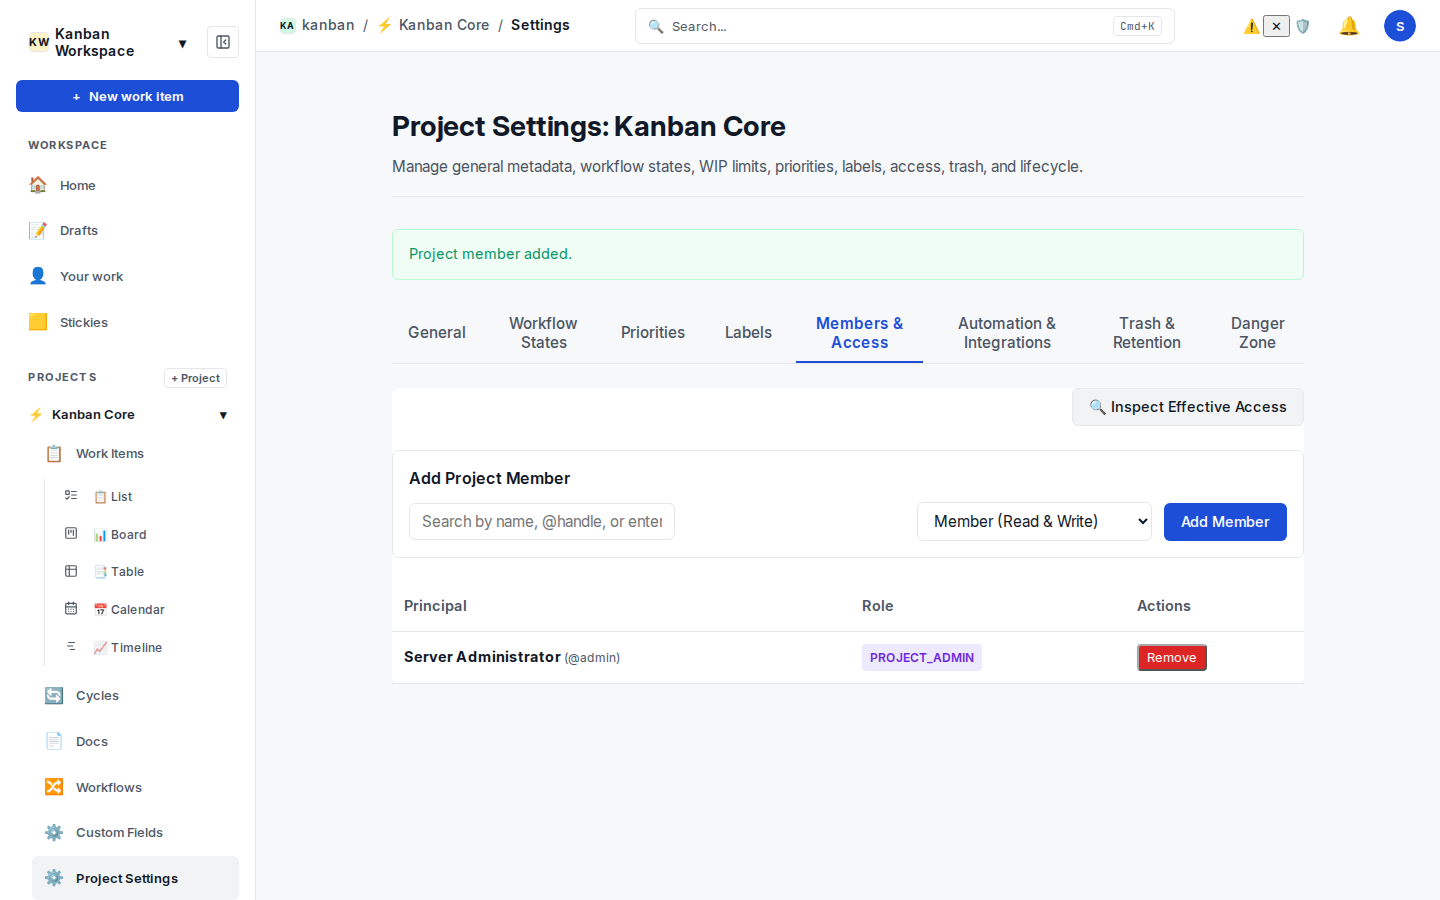 KW Kanban Workspace ▾
+ New work item
WORKSPACE
Home
Drafts
Your work
Stickies
PROJECTS + Project
Kanban Core ▾
Work Items
List
Board
Table
Calendar
Timeline
Cycles
Docs
Workflows
Custom Fields
Project Settings
KA kanban / ⚡ Kanban Core / Settings
Search... Cmd+K
✕
S
Project Settings: Kanban Core
Manage general metadata, workflow states, WIP limits, priorities, labels, access, trash, and lifecycle.
Project member added.
General
Workflow
States
Priorities
Labels
Members &
Access
Automation &
Integrations
Trash &
Retention
Danger
Zone
Inspect Effective Access
Add Project Member
Search by name, @handle, or enter
Member (Read & Write)
Add Member
Principal Role Actions
Server Administrator (@admin) PROJECT_ADMIN Remove